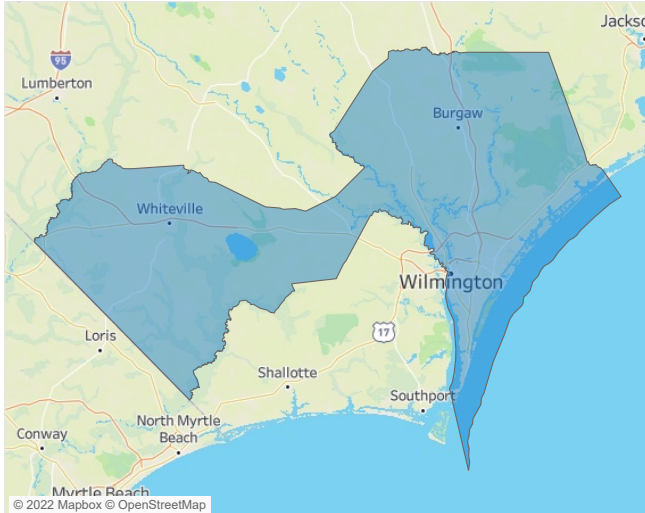 Jackso
95
Lumberton
Burgaw
Whiteville
Wilmington
17
Loris
Shallotte
Southport
North Myrtle
Beach
Conway
Myrtle Beach
© 2022 Mapbox © OpenStreetMap